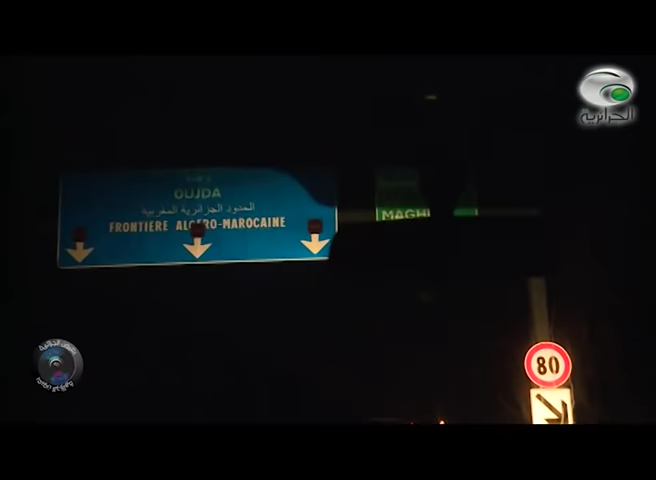 الجزائرية
وجدة
OUJDA
الحدود الجزائرية المغربية
FRONTIERE ALGERO-MAROCAINE
MAGH
80